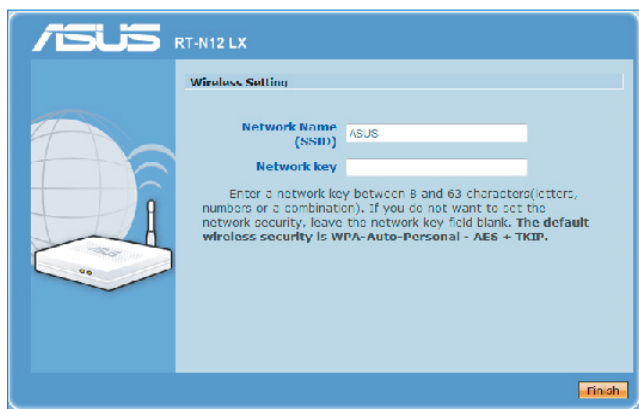 ASUS RT-N12 LX
Wireless Setting
Network Name
(SSID)
ASUS
Network key
Enter a network key between 8 and 63 characters(letters,
numbers or a combination). If you do not want to set the
network security, leave the network key field blank. The default
wireless security is WPA-Auto-Personal - AES + TKIP.
Finish